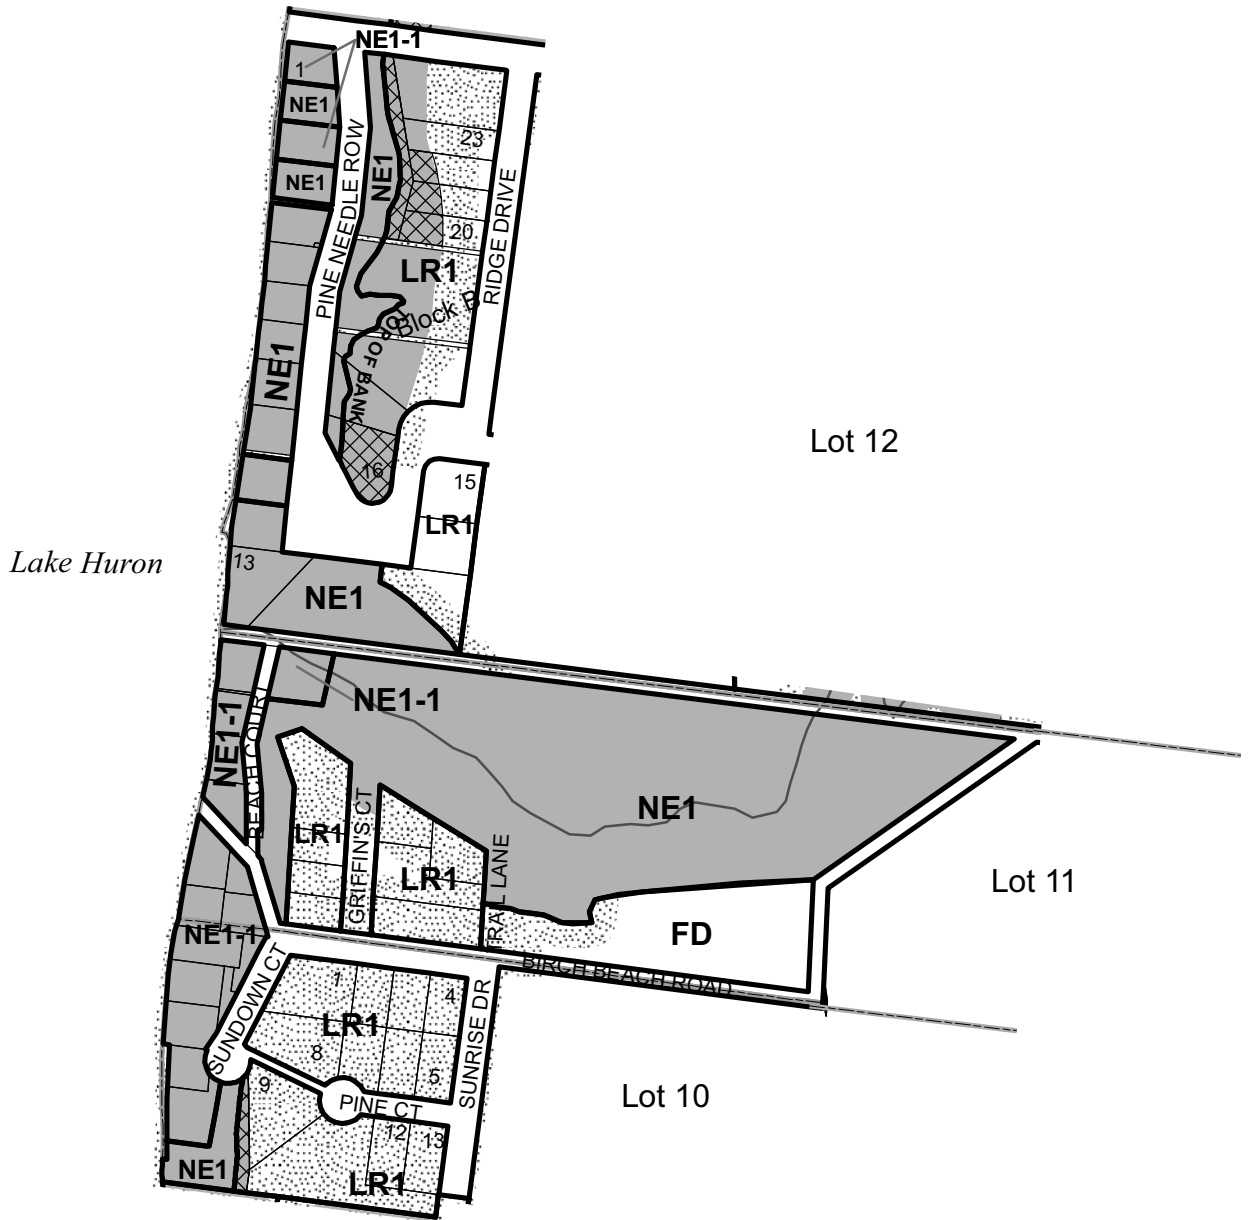 NE1-1
1
NE1
NE1
NE1
23
20
PINE NEEDLE ROW
RIDGE DRIVE
LR1
Block B
TOP OF BANK
NE1
Lot 12
16
15
LR1
Lake Huron
13
NE1
NE1-1
NE1-1
BEACH COURT
NE1
LR1
GRIFFIN'S CT
LR1
TRAIL LANE
Lot 11
FD
NE1-1
BIRCH BEACH ROAD
SUNDOWN CT
1
4
LR1
SUNRISE DR
8
5
9
Lot 10
PINE CT
12
13
NE1
LR1